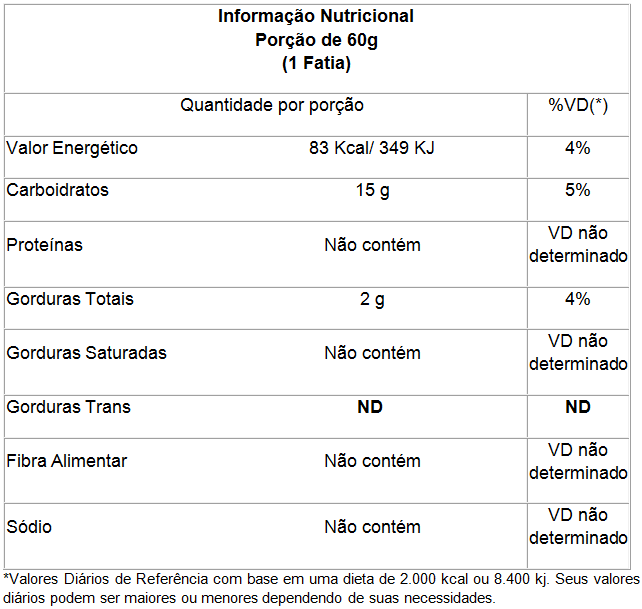 Informação Nutricional
Porção de 60g
(1 Fatia)
Quantidade por porção %VD(*)
Valor Energético 83 Kcal/ 349 KJ 4%
Carboidratos 15 g 5%
Proteínas Não contém VD não
determinado
Gorduras Totais 2 g 4%
Gorduras Saturadas Não contém VD não
determinado
Gorduras Trans ND ND
Fibra Alimentar Não contém VD não
determinado
Sódio Não contém VD não
determinado
*Valores Diários de Referência com base em uma dieta de 2.000 kcal ou 8.400 kj. Seus valores
diários podem ser maiores ou menores dependendo de suas necessidades.